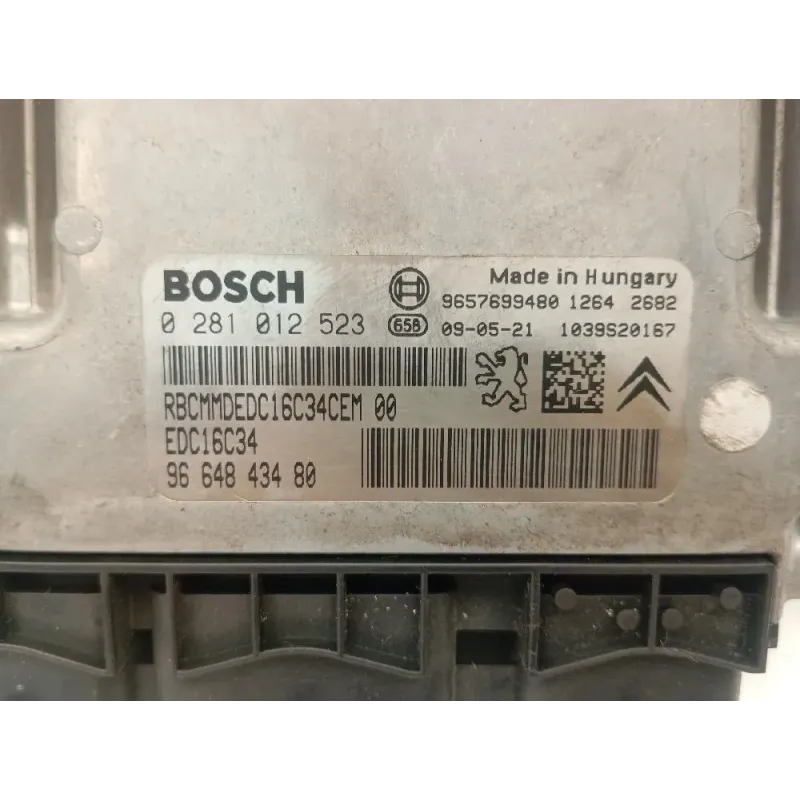 BOSCH
Made in Hungary
9657699480 1264 2682
0 281 012 523
658 09-05-21 1039S20167
RBCMMDEDC16C34CEM 00
EDC16C34
96 648 434 80